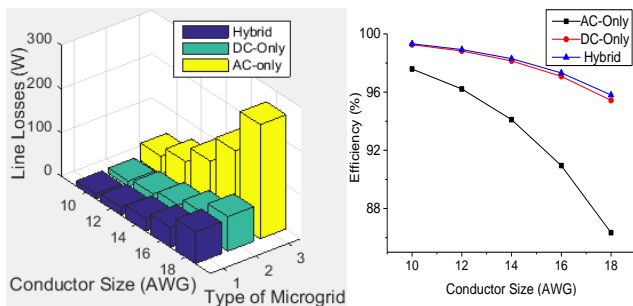 Hybrid
DC-Only
AC-only
300
200
100
0
Line Losses (W)
10
12
14
16
18
Conductor Size (AWG)
1
2
3
Type of Microgrid
AC-Only
DC-Only
Hybrid
100
96
92
88
Efficiency (%)
10 12 14 16 18
Conductor Size (AWG)